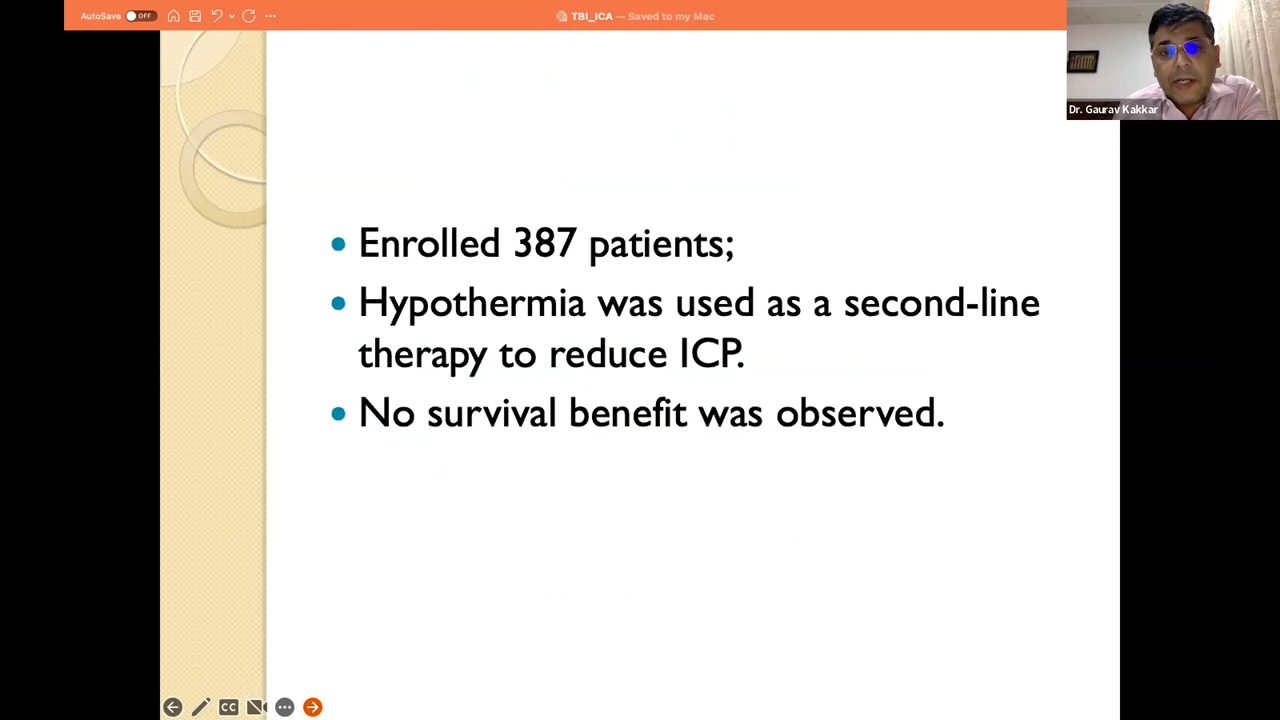 AutoSave OFF
TBI_ICA — Saved to my Mac
Dr. Gaurav Kakkar
Enrolled 387 patients;
Hypothermia was used as a second-line
therapy to reduce ICP.
No survival benefit was observed.
CC